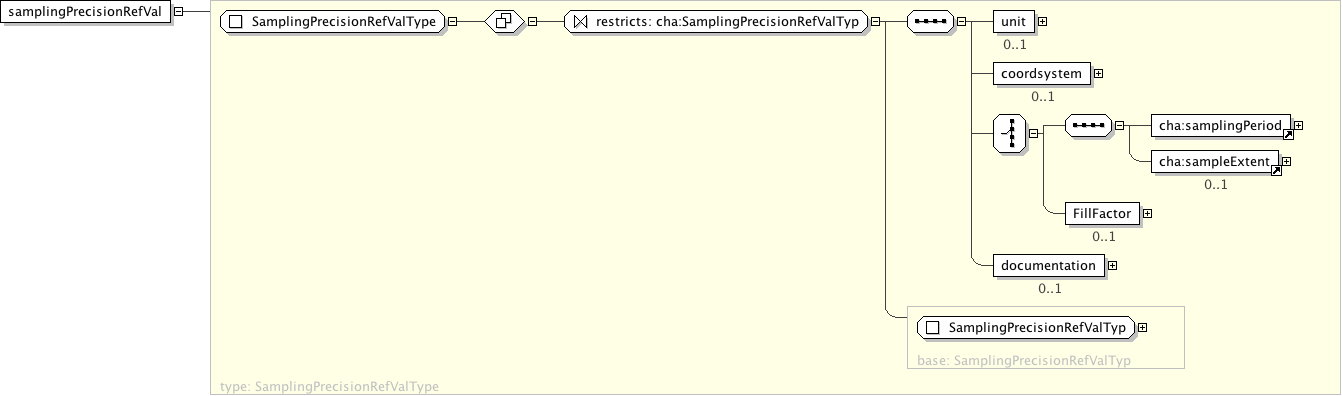 samplingPrecisionRefVal
SamplingPrecisionRefValType
restricts: cha:SamplingPrecisionRefValTyp
unit
0..1
coordsystem
0..1
cha:samplingPeriod
cha:sampleExtent
0..1
FillFactor
0..1
documentation
0..1
SamplingPrecisionRefValTyp
base: SamplingPrecisionRefValTyp
type: SamplingPrecisionRefValType